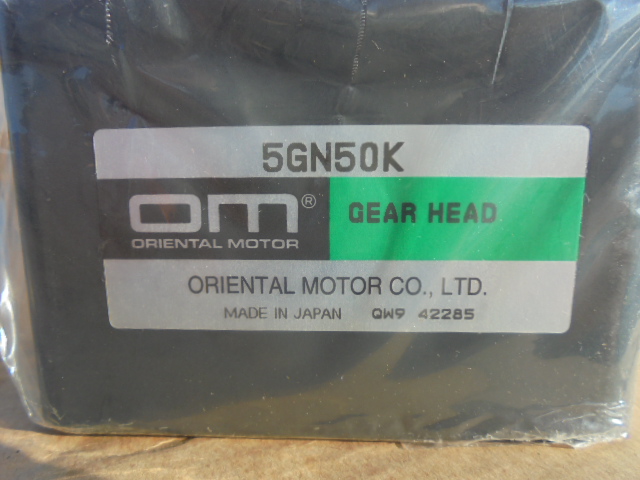 5GN50K
om®
ORIENTAL MOTOR
GEAR HEAD
ORIENTAL MOTOR CO., LTD.
MADE IN JAPAN QW9 42285